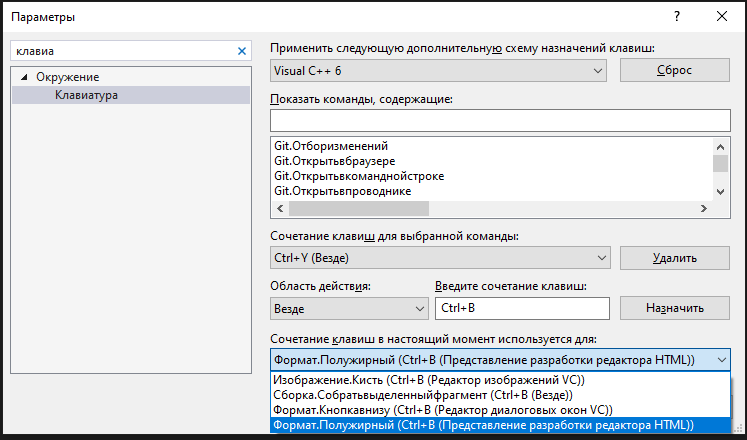 Параметры
клавиа
Окружение
Клавиатура
Применить следующую дополнительную схему назначений клавиш:
Visual C++ 6
Сброс
Показать команды, содержащие:
Git.Отборизменений
Git.Открытьвбраузере
Git.Открытьвкоманднойстроке
Git.Открытьвпроводнике
Сочетание клавиш для выбранной команды:
Ctrl+Y (Везде)
Удалить
Область действия:
Введите сочетание клавиш:
Везде
Ctrl+B
Назначить
Сочетание клавиш в настоящий момент используется для:
Формат.Полужирный (Ctrl+B (Представление разработки редактора HTML))
Изображение.Кисть (Ctrl+B (Редактор изображений VC))
Сборка.Собратьвыделенныйфрагмент (Ctrl+B (Везде))
Формат.Кнопкавнизу (Ctrl+B (Редактор диалоговых окон VC))
Формат.Полужирный (Ctrl+B (Представление разработки редактора HTML))